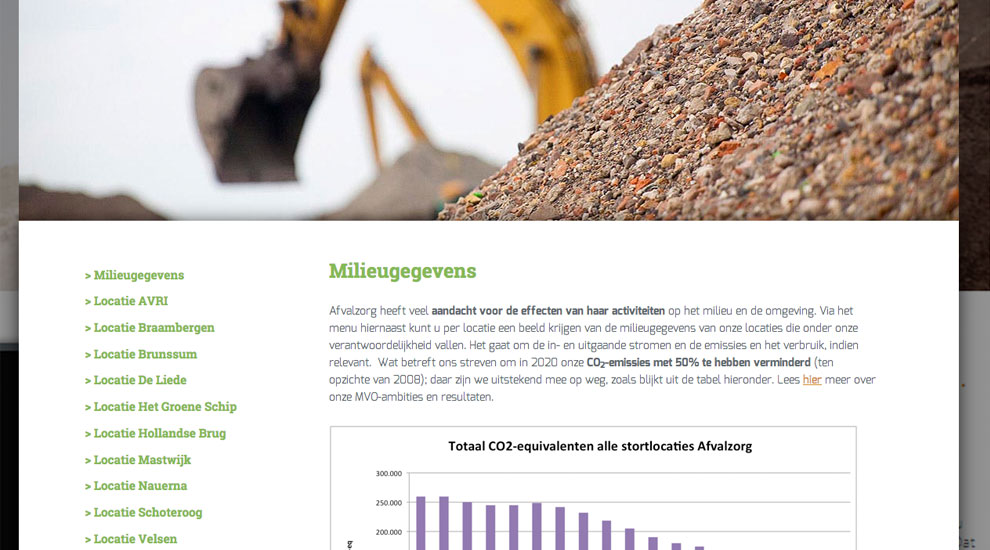 > Milieugegevens
> Locatie AVRI
> Locatie Braambergen
> Locatie Brunssum
> Locatie De Liede
> Locatie Het Groene Schip
> Locatie Hollandse Brug
> Locatie Mastwijk
> Locatie Nauerna
> Locatie Schoteroog
> Locatie Velsen
Milieugegevens
Afvalzorg heeft veel aandacht voor de effecten van haar activiteiten op het milieu en de omgeving. Via het
menu hiernaast kunt u per locatie een beeld krijgen van de milieugegevens van onze locaties die onder onze
verantwoordelijkheid vallen. Het gaat om de in- en uitgaande stromen en de emissies en het verbruik, indien
relevant. Wat betreft ons streven om in 2020 onze CO₂-emissies met 50% te hebben verminderd (ten
opzichte van 2008); daar zijn we uitstekend mee op weg, zoals blijkt uit de tabel hieronder. Lees hier meer over
onze MVO-ambities en resultaten.
Totaal CO2-equivalenten alle stortlocaties Afvalzorg
300.000
250.000
200.000